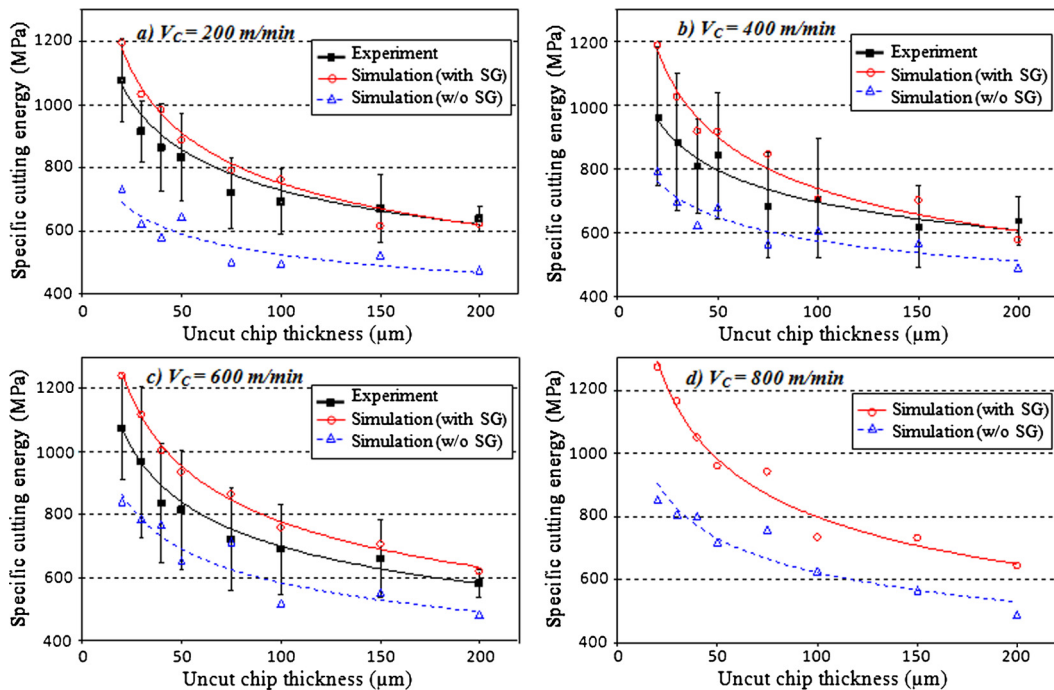 a) VC = 200 m/min
Specific cutting energy (MPa)
1200
1000
800
600
400
Experiment
Simulation (with SG)
Simulation (w/o SG)
0 50 100 150 200
Uncut chip thickness (µm)
b) VC = 400 m/min
Specific cutting energy (MPa)
1200
1000
800
600
400
Experiment
Simulation (with SG)
Simulation (w/o SG)
0 50 100 150 200
Uncut chip thickness (µm)
c) VC = 600 m/min
Specific cutting energy (MPa)
1200
1000
800
600
400
Experiment
Simulation (with SG)
Simulation (w/o SG)
0 50 100 150 200
Uncut chip thickness (µm)
d) VC = 800 m/min
Specific cutting energy (MPa)
1200
1000
800
600
400
Simulation (with SG)
Simulation (w/o SG)
0 50 100 150 200
Uncut chip thickness (µm)